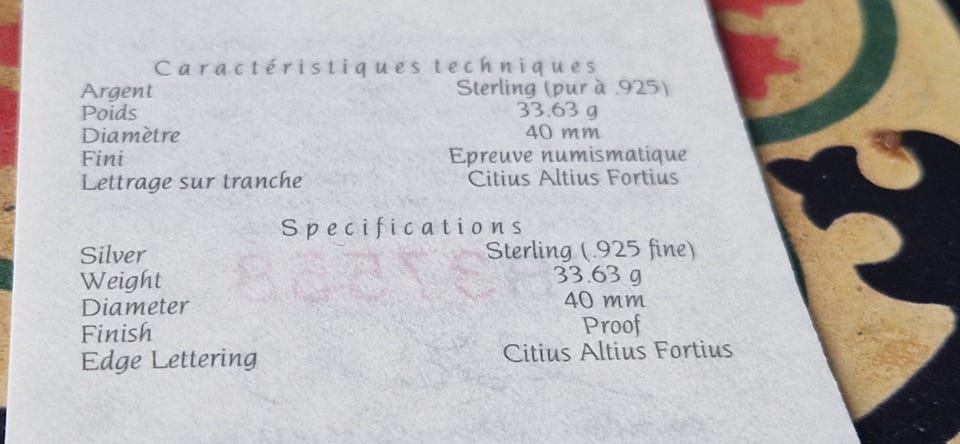 Caractéristiques techniques
Argent Sterling (pur à .925)
Poids 33.63 g
Diamètre 40 mm
Fini Epreuve numismatique
Lettrage sur tranche Citius Altius Fortius
Specifications
Silver Sterling (.925 fine)
Weight 33.63 g
Diameter 40 mm
Finish Proof
Edge Lettering Citius Altius Fortius